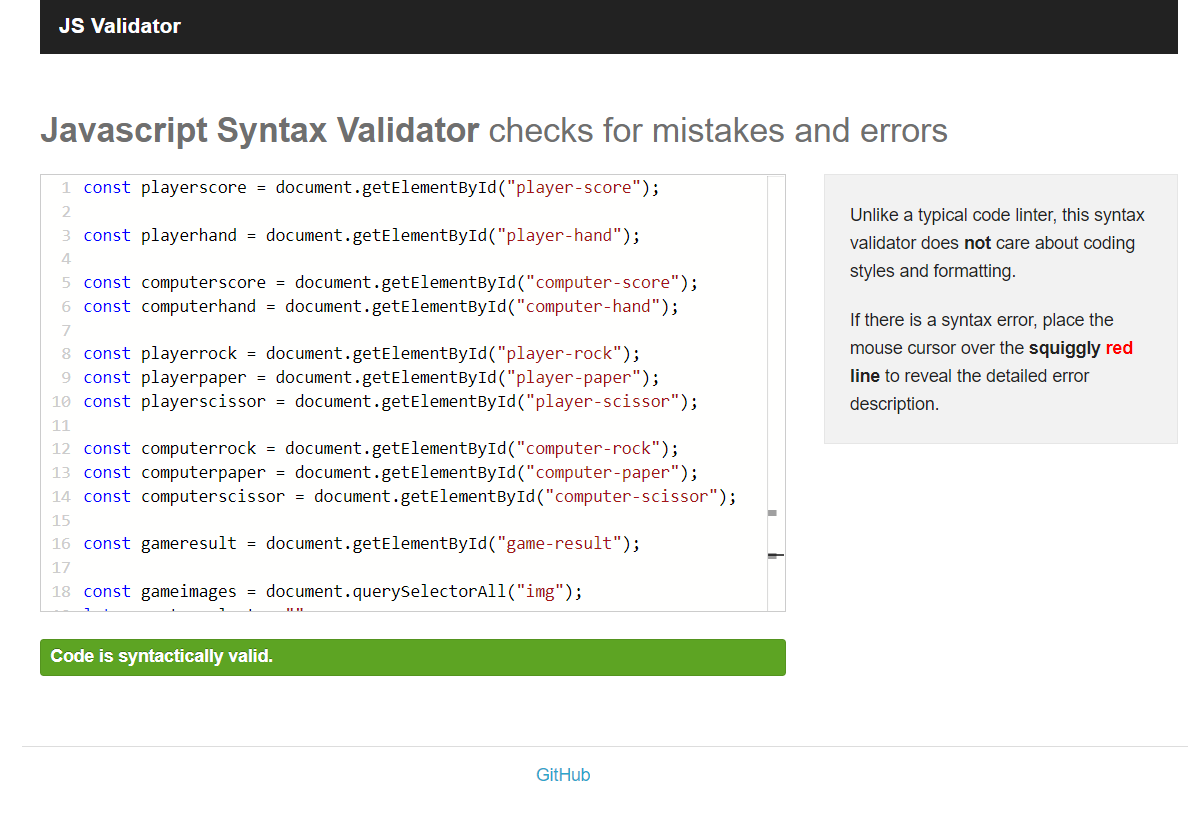 JS Validator
Javascript Syntax Validator checks for mistakes and errors
1 const playerscore = document.getElementById("player-score");
2
3 const playerhand = document.getElementById("player-hand");
4
5 const computerscore = document.getElementById("computer-score");
6 const computerhand = document.getElementById("computer-hand");
7
8 const playerrock = document.getElementById("player-rock");
9 const playerpaper = document.getElementById("player-paper");
10 const playerscissor = document.getElementById("player-scissor");
11
12 const computerrock = document.getElementById("computer-rock");
13 const computerpaper = document.getElementById("computer-paper");
14 const computerscissor = document.getElementById("computer-scissor");
15
16 const gameresult = document.getElementById("game-result");
17
18 const gameimages = document.querySelectorAll("img");
Unlike a typical code linter, this syntax
validator does not care about coding
styles and formatting.
If there is a syntax error, place the
mouse cursor over the squiggly red
line to reveal the detailed error
description.
Code is syntactically valid.
GitHub